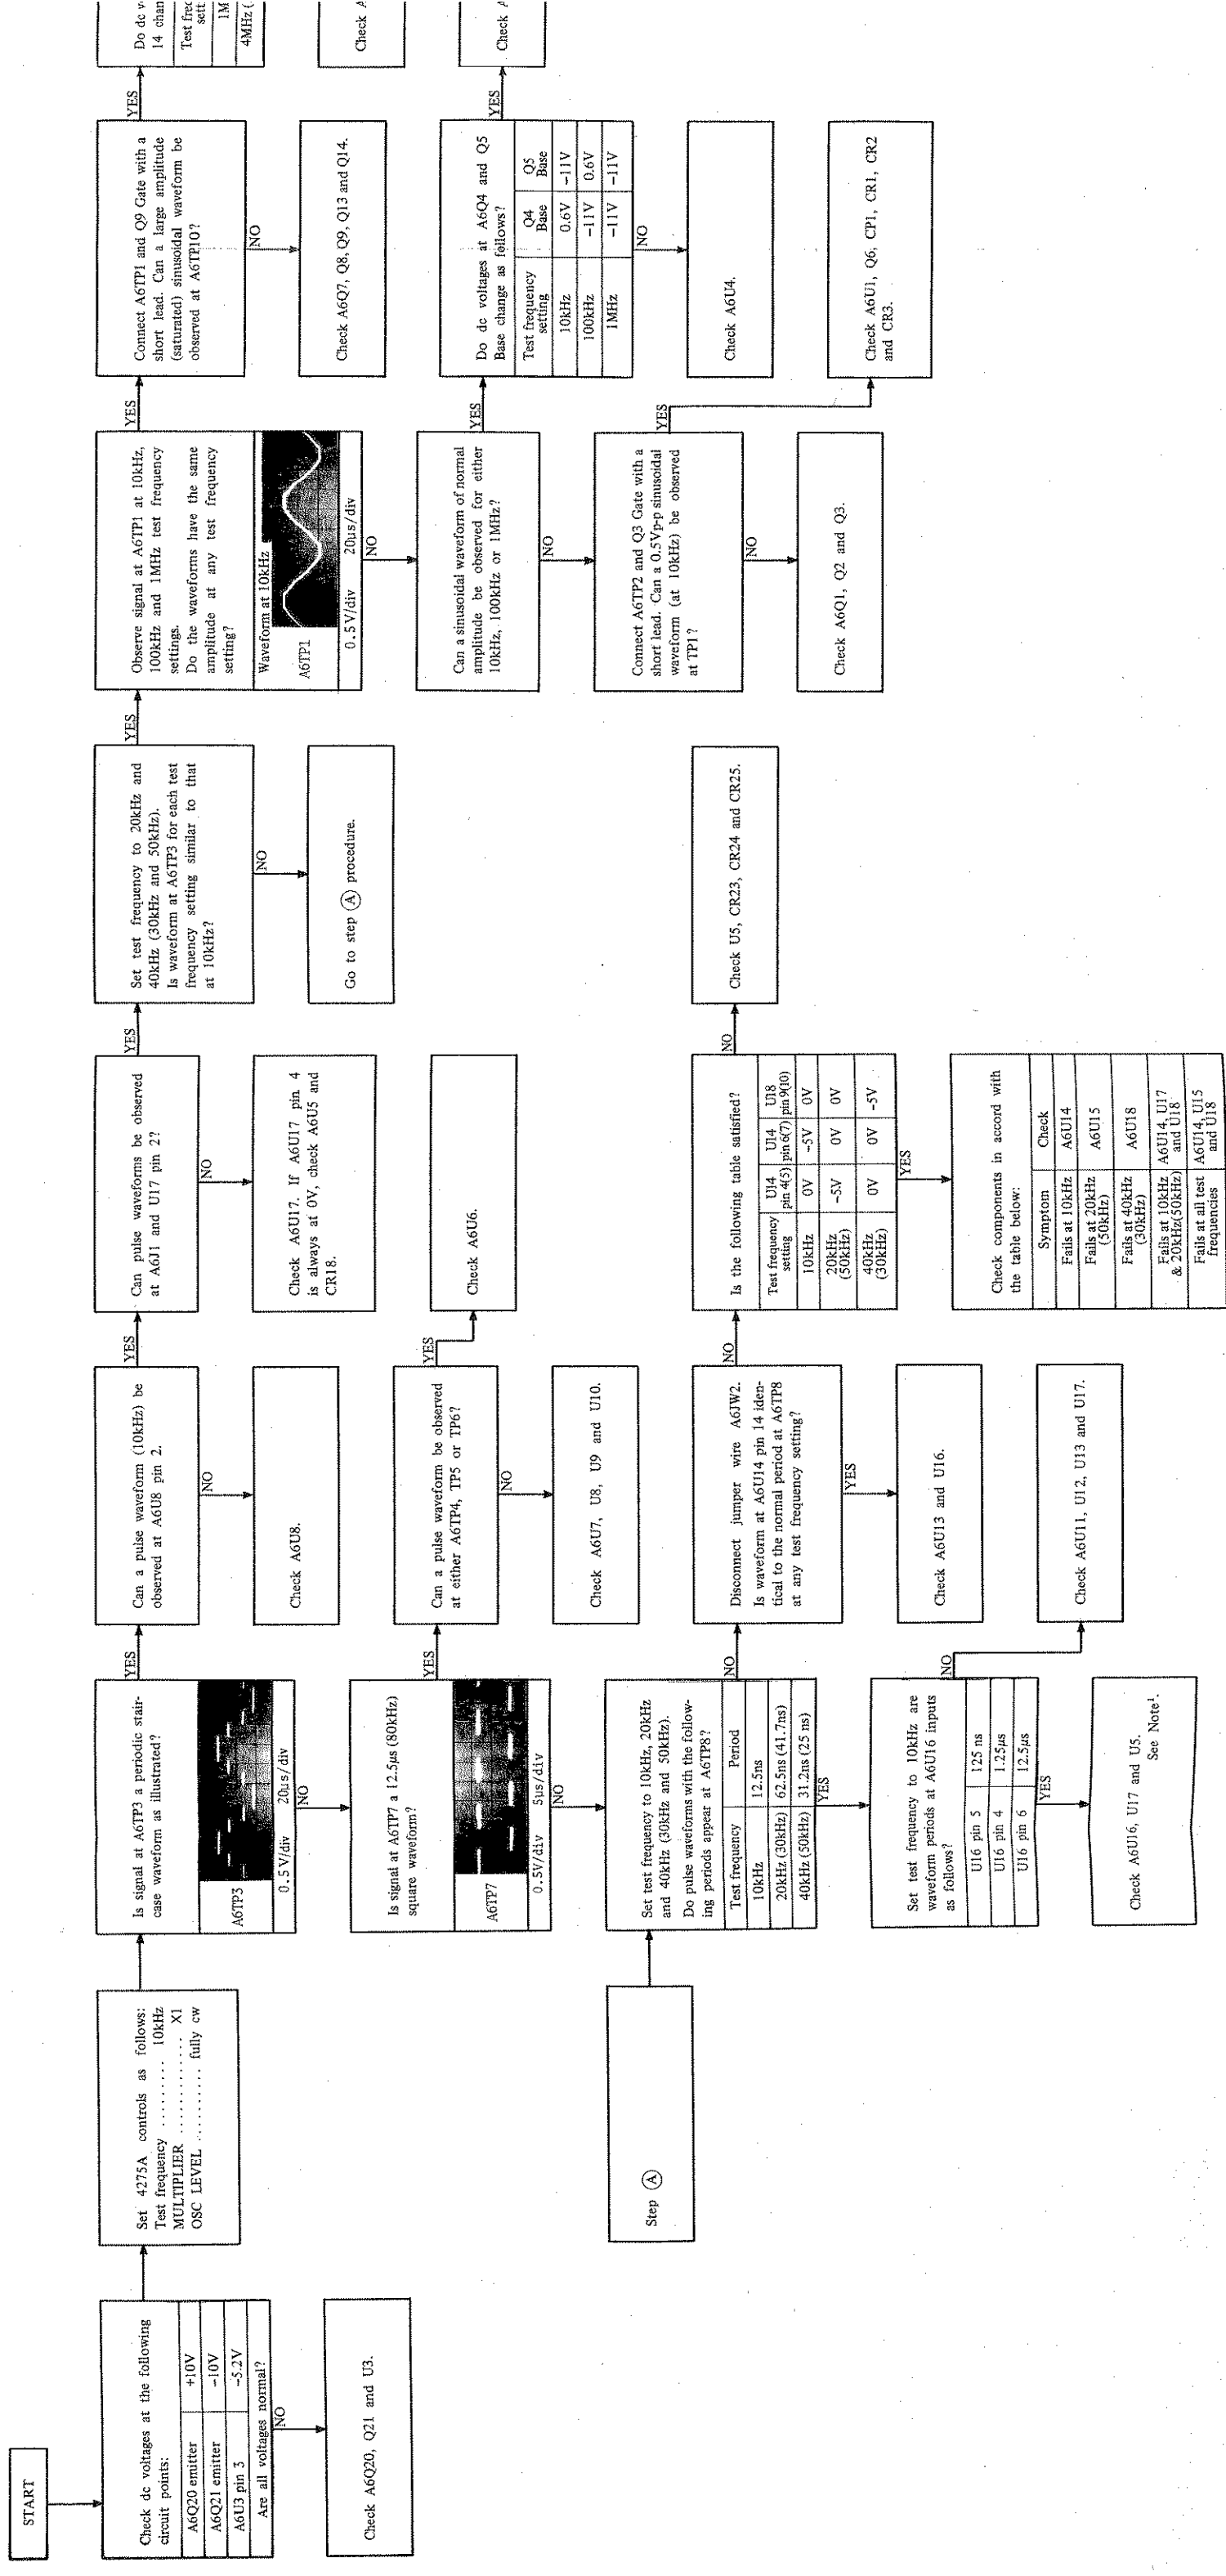 START
Check dc voltages at the following
circuit points:
A6Q20 emitter +10V
A6Q21 emitter −10V
A6U3 pin 3 −5.2V
Are all voltages normal?
NO
Check A6Q20, Q21 and U3.
Set 4275A controls as follows:
Test frequency ......... 10kHz
MULTIPLIER ............ X1
OSC LEVEL .......... fully cw
Is signal at A6TP3 a periodic stair-
case waveform as illustrated?
A6TP3
0.5V/div 20μs/div
YES
NO
Is signal at A6TP7 a 12.5μs (80kHz)
square waveform?
A6TP7
0.5V/div 5μs/div
YES
NO
Step Ⓐ
Set test frequency to 10kHz, 20kHz
and 40kHz (30kHz and 50kHz).
Do pulse waveforms with the follow-
ing periods appear at A6TP8?
Test frequency Period
10kHz 12.5ns
20kHz (30kHz) 62.5ns (41.7ns)
40kHz (50kHz) 31.2ns (25 ns)
NO
YES
Set test frequency to 10kHz are
waveform periods at A6U16 inputs
as follows?
U16 pin 5 125 ns
U16 pin 4 1.25μs
U16 pin 6 12.5μs
NO
YES
Check A6U16, U17 and U5.
See Note¹.
Can a pulse waveform (10kHz) be
observed at A6U8 pin 2.
YES
NO
Check A6U8.
Can a pulse waveform be observed
at either A6TP4, TP5 or TP6?
YES
NO
Check A6U7, U8, U9 and U10.
Disconnect jumper wire A6JW2.
Is waveform at A6U14 pin 14 iden-
tical to the normal period at A6TP8
at any test frequency setting?
NO
YES
Check A6U13 and U16.
Check A6U11, U12, U13 and U17.
Can pulse waveforms be observed
at A6J1 and U17 pin 2?
YES
NO
Check A6U17. If A6U17 pin 4
is always at 0V, check A6U5 and
CR18.
Check A6U6.
Is the following table satisfied?
Test frequency setting U14 pin 4(5) U14 pin 6(7) U18 pin 9(10)
10kHz 0V −5V 0V
20kHz (50kHz) −5V 0V 0V
40kHz (30kHz) 0V 0V −5V
NO
YES
Check components in accord with
the table below:
Symptom Check
Fails at 10kHz A6U14
Fails at 20kHz (50kHz) A6U15
Fails at 40kHz (30kHz) A6U18
Fails at 10kHz & 20kHz(50kHz) A6U14, U17 and U18
Fails at all test frequencies A6U14, U15 and U18
Set test frequency to 20kHz and
40kHz (30kHz and 50kHz).
Is waveform at A6TP3 for each test
frequency setting similar to that
at 10kHz?
YES
NO
Go to step Ⓐ procedure.
Check U5, CR23, CR24 and CR25.
Observe signal at A6TP1 at 10kHz,
100kHz and 1MHz test frequency
settings.
Do the waveforms have the same
amplitude at any test frequency
setting?
Waveform at 10kHz
A6TP1
0.5V/div 20μs/div
YES
NO
Can a sinusoidal waveform of normal
amplitude be observed for either
10kHz, 100kHz or 1MHz?
YES
NO
Connect A6TP2 and Q3 Gate with a
short lead. Can a 0.5Vp-p sinusoidal
waveform (at 10kHz) be observed
at TP1?
YES
NO
Check A6Q1, Q2 and Q3.
Connect A6TP1 and Q9 Gate with a
short lead. Can a large amplitude
(saturated) sinusoidal waveform be
observed at A6TP10?
YES
NO
Check A6Q7, Q8, Q9, Q13 and Q14.
Do dc voltages at A6Q4 and Q5
Base change as follows?
Test frequency setting Q4 Base Q5 Base
10kHz 0.6V −11V
100kHz −11V 0.6V
1MHz −11V −11V
YES
NO
Check A6U4.
Check A6U1, Q6, CP1, CR1, CR2
and CR3.
Do dc
14 chan
Test freq
sett
1M
4MHz (
Check A
Check A